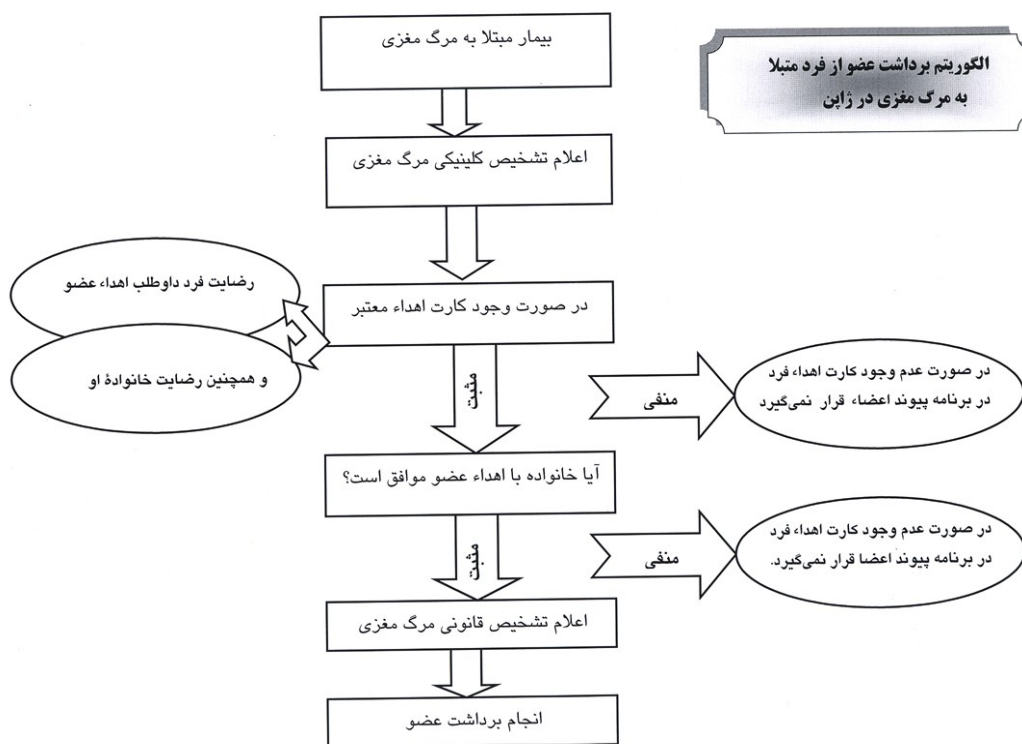 الگوریتم برداشت عضو از فرد متبلا
به مرگ مغزی در ژاپن
بیمار مبتلا به مرگ مغزی
اعلام تشخیص کلینیکی مرگ مغزی
در صورت وجود کارت اهداء معتبر
رضایت فرد داوطلب اهداء عضو
و همچنین رضایت خانوادهٔ او
مثبت
منفی
در صورت عدم وجود کارت اهداء فرد
در برنامه پیوند اعضاء قرار نمی‌گیرد
آیا خانواده با اهداء عضو موافق است؟
مثبت
منفی
در صورت عدم وجود کارت اهداء فرد
در برنامه پیوند اعضا قرار نمی‌گیرد.
اعلام تشخیص قانونی مرگ مغزی
انجام برداشت عضو